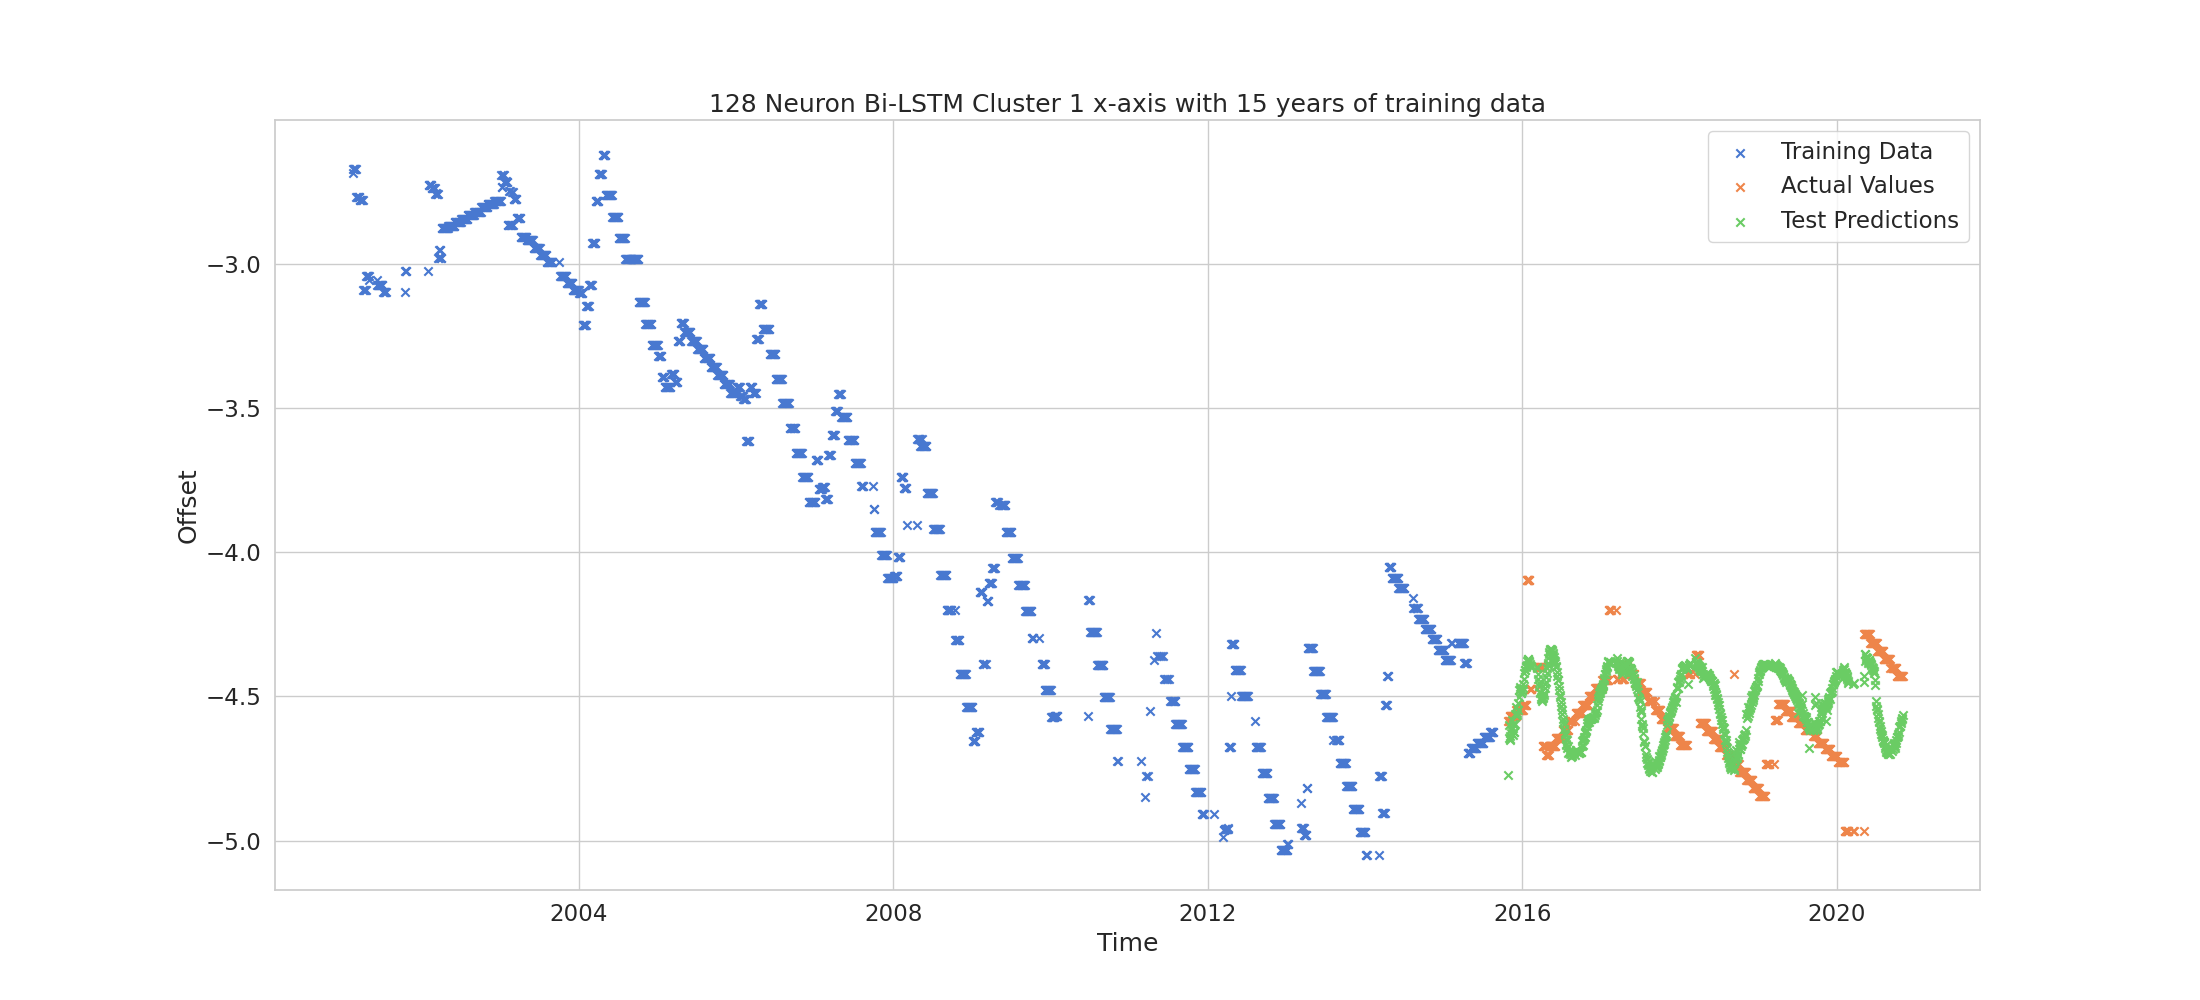 128 Neuron Bi-LSTM Cluster 1 x-axis with 15 years of training data
Training Data
Actual Values
Test Predictions
−3.0
−3.5
−4.0
−4.5
−5.0
Offset
2004 2008 2012 2016 2020
Time